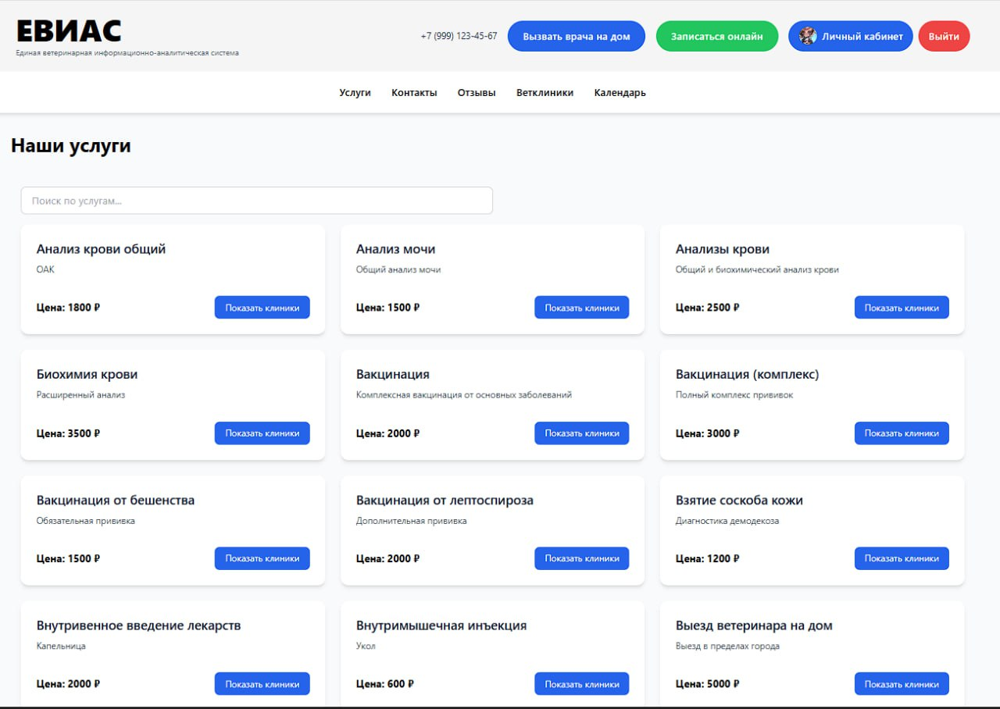 ЕВИАС
Единая ветеринарная информационно-аналитическая система
+7 (999) 123-45-67
Вызвать врача на дом
Записаться онлайн
Личный кабинет
Выйти
Услуги Контакты Отзывы Ветклиники Календарь
Наши услуги
Поиск по услугам...
Анализ крови общий
ОАК
Цена: 1800 ₽ Показать клиники
Анализ мочи
Общий анализ мочи
Цена: 1500 ₽ Показать клиники
Анализы крови
Общий и биохимический анализ крови
Цена: 2500 ₽ Показать клиники
Биохимия крови
Расширенный анализ
Цена: 3500 ₽ Показать клиники
Вакцинация
Комплексная вакцинация от основных заболеваний
Цена: 2000 ₽ Показать клиники
Вакцинация (комплекс)
Полный комплекс прививок
Цена: 3000 ₽ Показать клиники
Вакцинация от бешенства
Обязательная прививка
Цена: 1500 ₽ Показать клиники
Вакцинация от лептоспироза
Дополнительная прививка
Цена: 2000 ₽ Показать клиники
Взятие соскоба кожи
Диагностика демодекоза
Цена: 1200 ₽ Показать клиники
Внутривенное введение лекарств
Капельница
Цена: 2000 ₽ Показать клиники
Внутримышечная инъекция
Укол
Цена: 600 ₽ Показать клиники
Выезд ветеринара на дом
Выезд в пределах города
Цена: 5000 ₽ Показать клиники